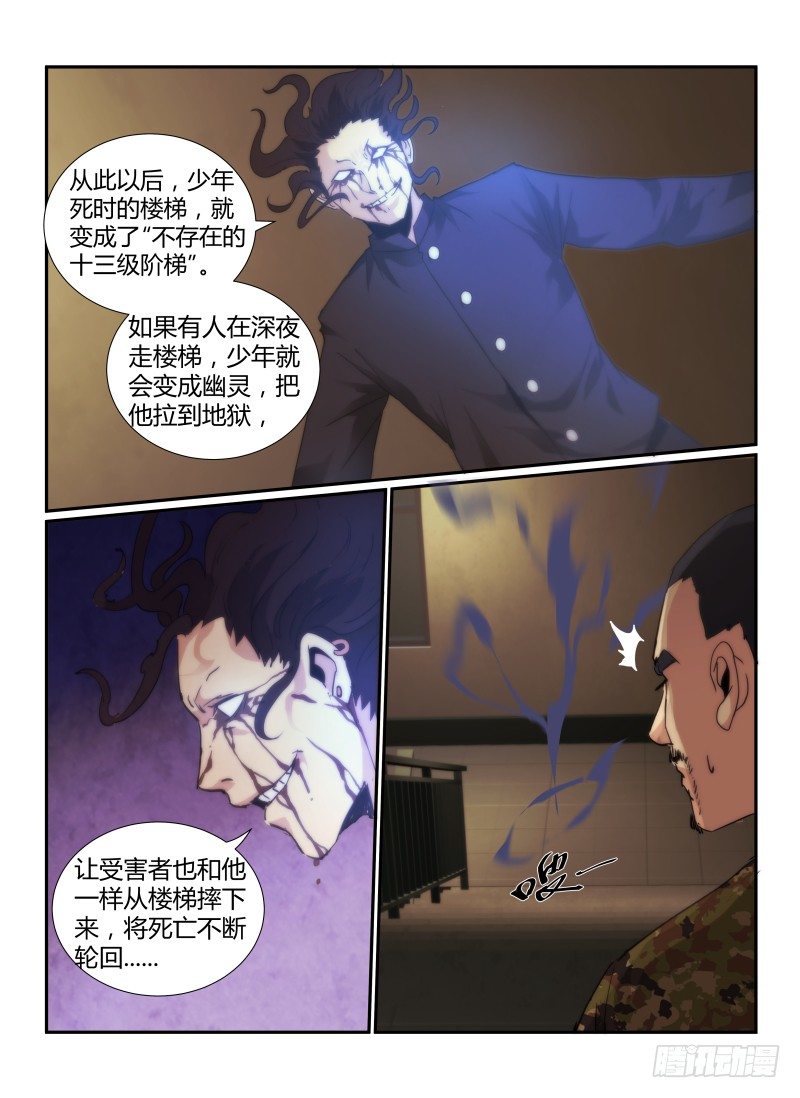 从此以后，少年
死时的楼梯，就
变成了“不存在的
十三级阶梯”。
如果有人在深夜
走楼梯，少年就
会变成幽灵，把
他拉到地狱，
让受害者也和他
一样从楼梯摔下
来，将死亡不断
轮回……
嗖—
腾讯动漫